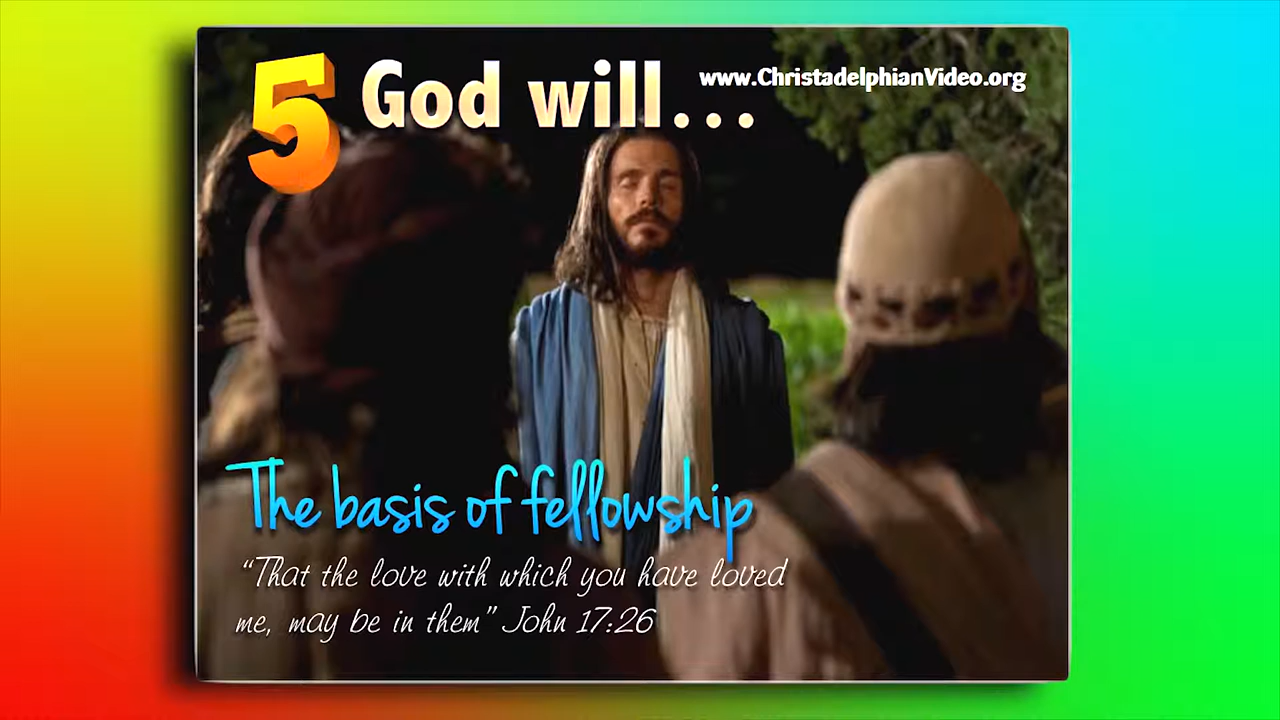 5 God will...
www.ChristadelphianVideo.org
The basis of fellowship
“That the love with which you have loved
me, may be in them” John 17:26